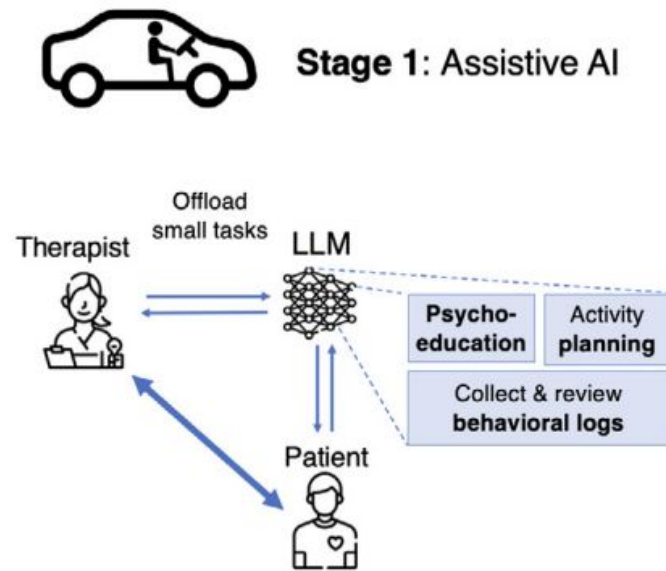 Stage 1: Assistive AI
Offload
small tasks
Therapist
LLM
Psycho-
education
Activity
planning
Collect & review
behavioral logs
Patient